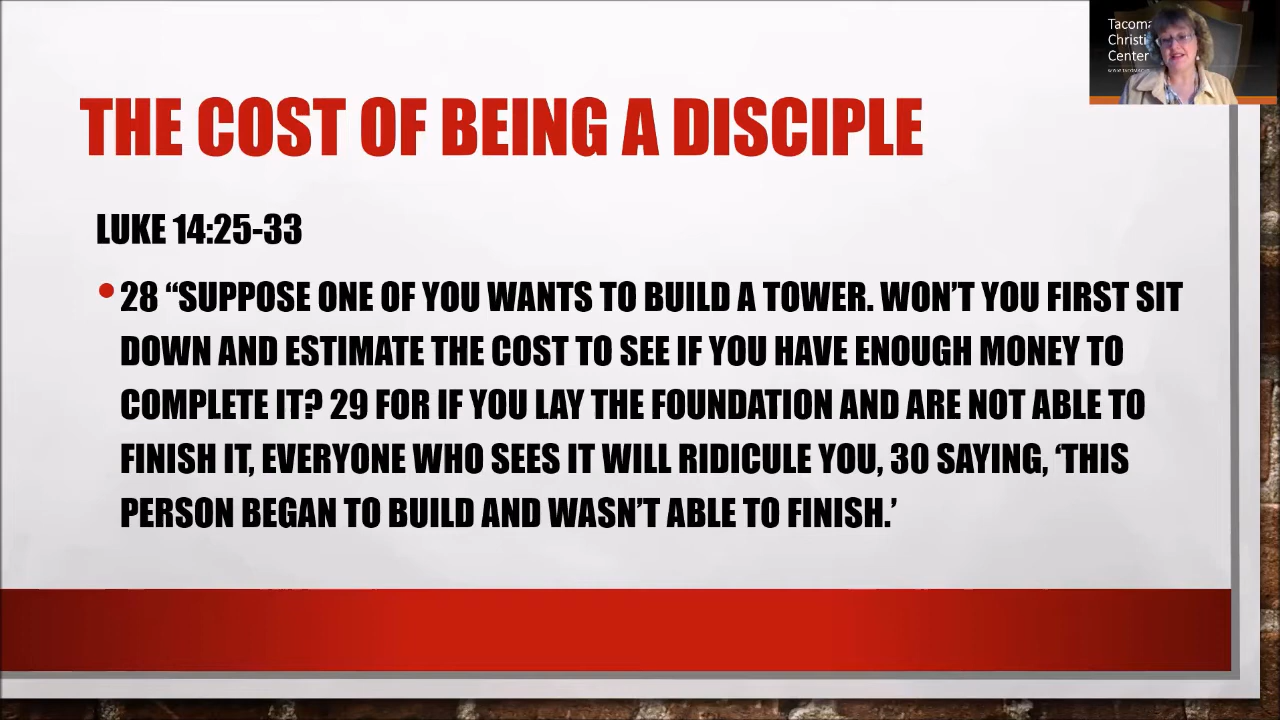 Tacoma
Christi
Center
THE COST OF BEING A DISCIPLE
LUKE 14:25-33
• 28 “SUPPOSE ONE OF YOU WANTS TO BUILD A TOWER. WON’T YOU FIRST SIT
DOWN AND ESTIMATE THE COST TO SEE IF YOU HAVE ENOUGH MONEY TO
COMPLETE IT? 29 FOR IF YOU LAY THE FOUNDATION AND ARE NOT ABLE TO
FINISH IT, EVERYONE WHO SEES IT WILL RIDICULE YOU, 30 SAYING, ‘THIS
PERSON BEGAN TO BUILD AND WASN’T ABLE TO FINISH.’